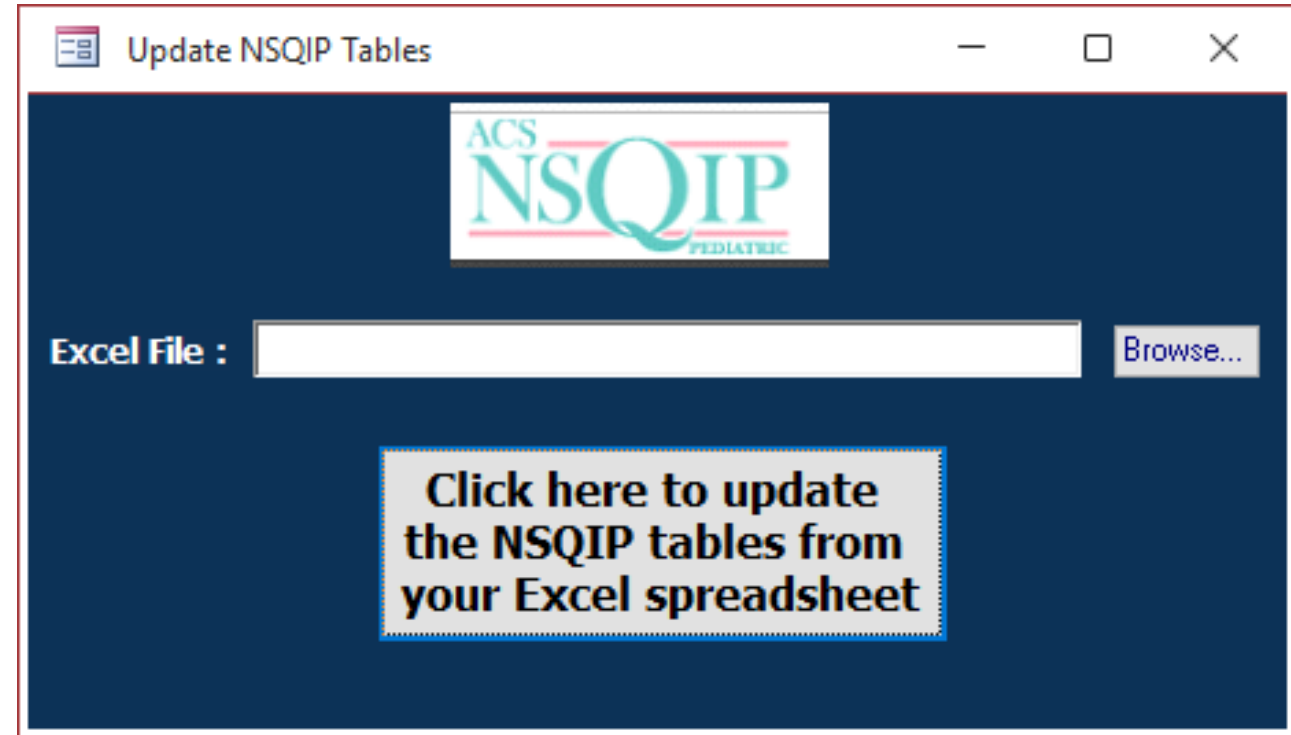 Update NSQIP Tables
ACS
NSQIP
PEDIATRIC
Excel File :
Browse...
Click here to update
the NSQIP tables from
your Excel spreadsheet